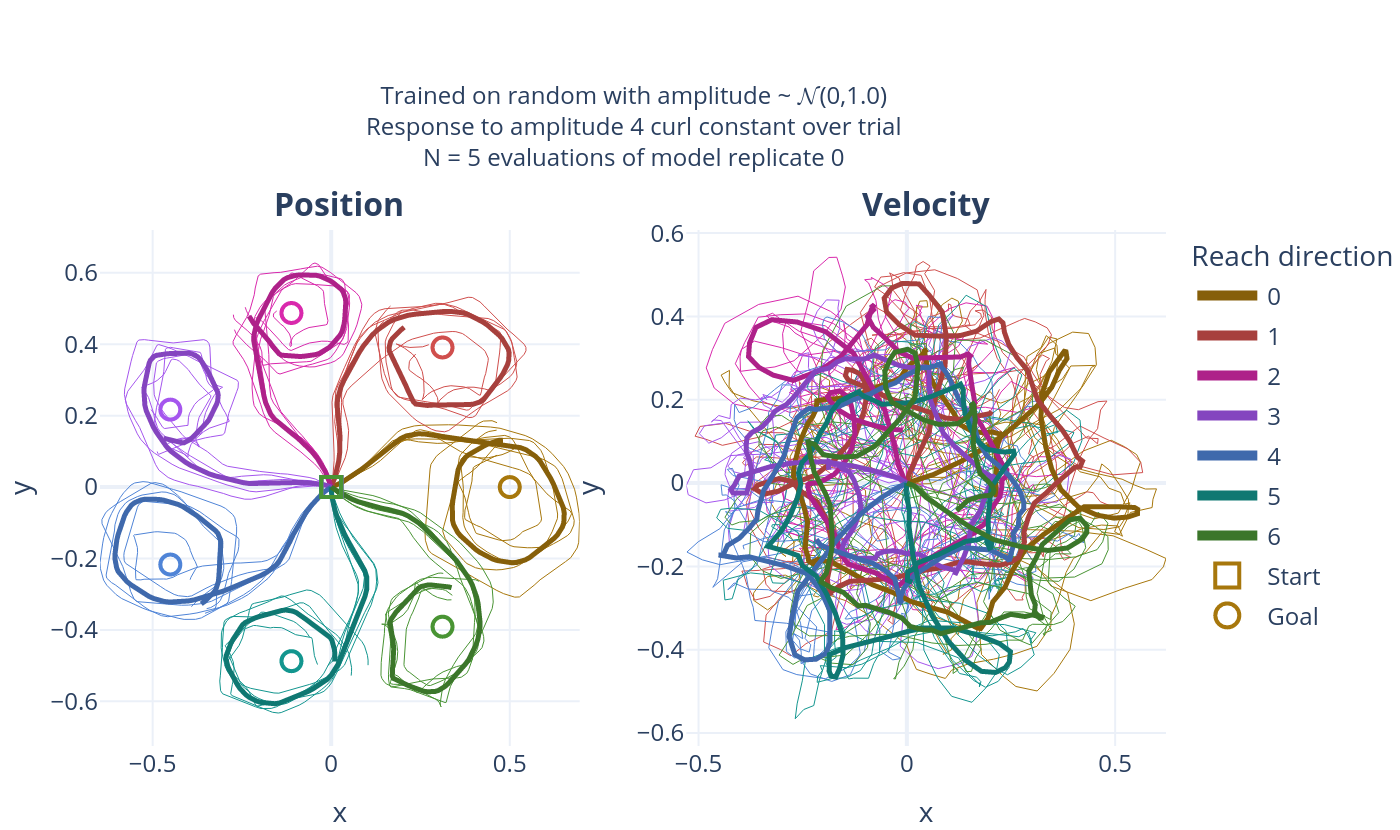 Trained on random with amplitude ~ 𝒩(0,1.0)
Response to amplitude 4 curl constant over trial
N = 5 evaluations of model replicate 0
Position
Velocity
0.6
0.4
0.2
0
−0.2
−0.4
−0.6
−0.5
0
0.5
x
y
0.6
0.4
0.2
0
−0.2
−0.4
−0.6
−0.5
0
0.5
x
y
Reach direction
0
1
2
3
4
5
6
Start
Goal